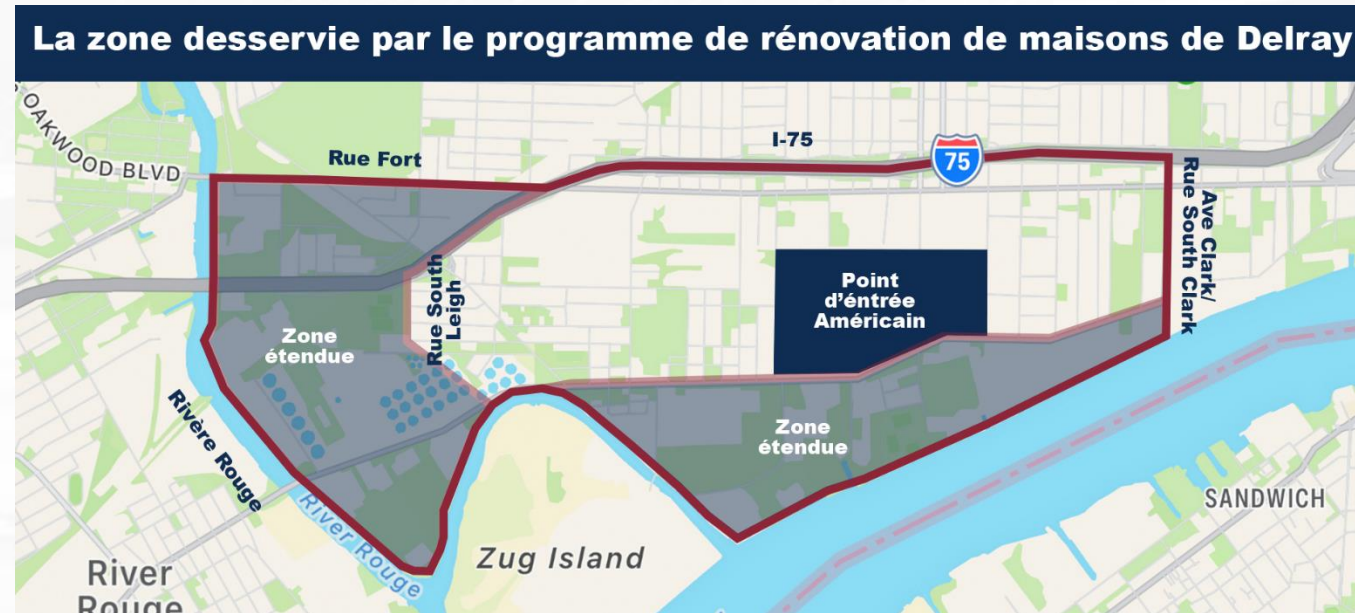 La zone desservie par le programme de rénovation de maisons de Delray
OAKWOOD BLVD
Rue Fort
I-75
75
Ave Clark/
Rue South Clark
Rue South
Leigh
Point
d'éntrée
Américain
Zone
étendue
Zone
étendue
Rivère Rouge
River Rouge
SANDWICH
Zug Island
River
Rouge